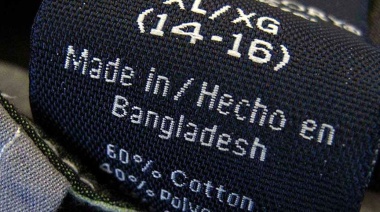 XL/XG
(14-16)
Made in / Hecho en
Bangladesh
60% Cotton